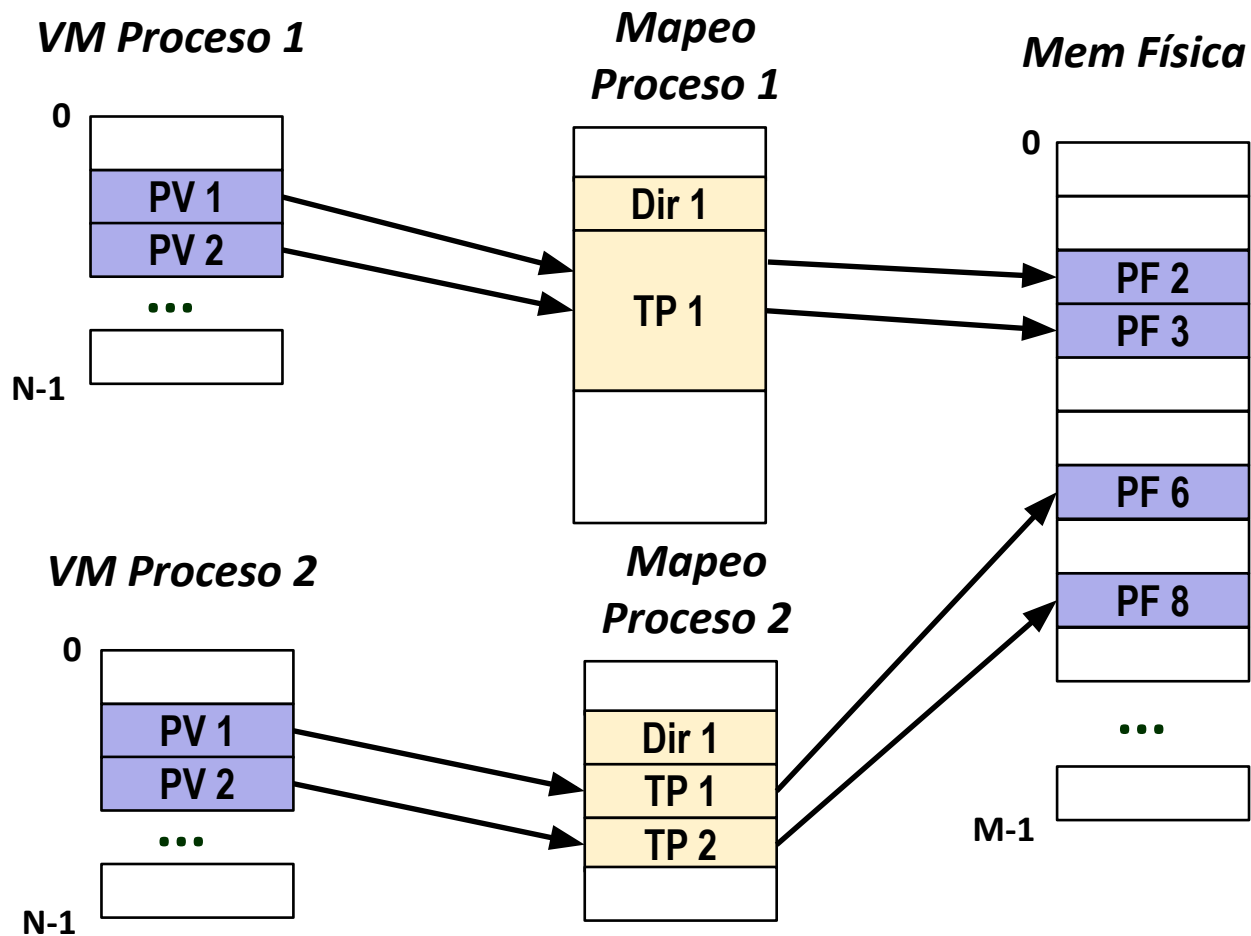 VM Proceso 1
0
PV 1
PV 2
...
N-1
Mapeo
Proceso 1
Dir 1
TP 1
Mem Física
0
PF 2
PF 3
PF 6
PF 8
...
M-1
VM Proceso 2
0
PV 1
PV 2
...
N-1
Mapeo
Proceso 2
Dir 1
TP 1
TP 2